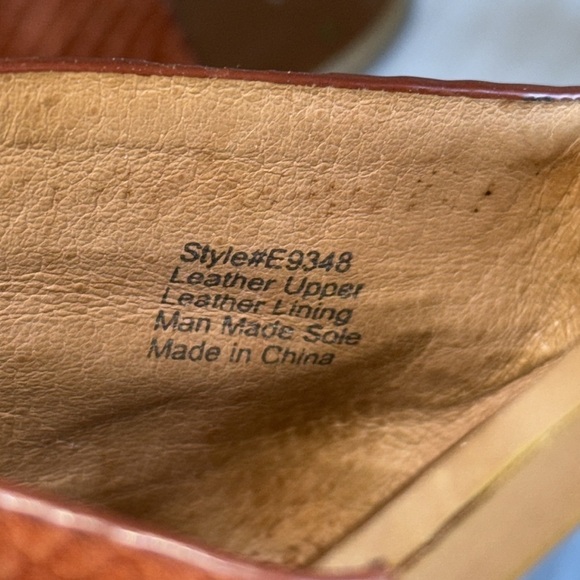 Style#E9348
Leather Upper
Leather Lining
Man Made Sole
Made in China